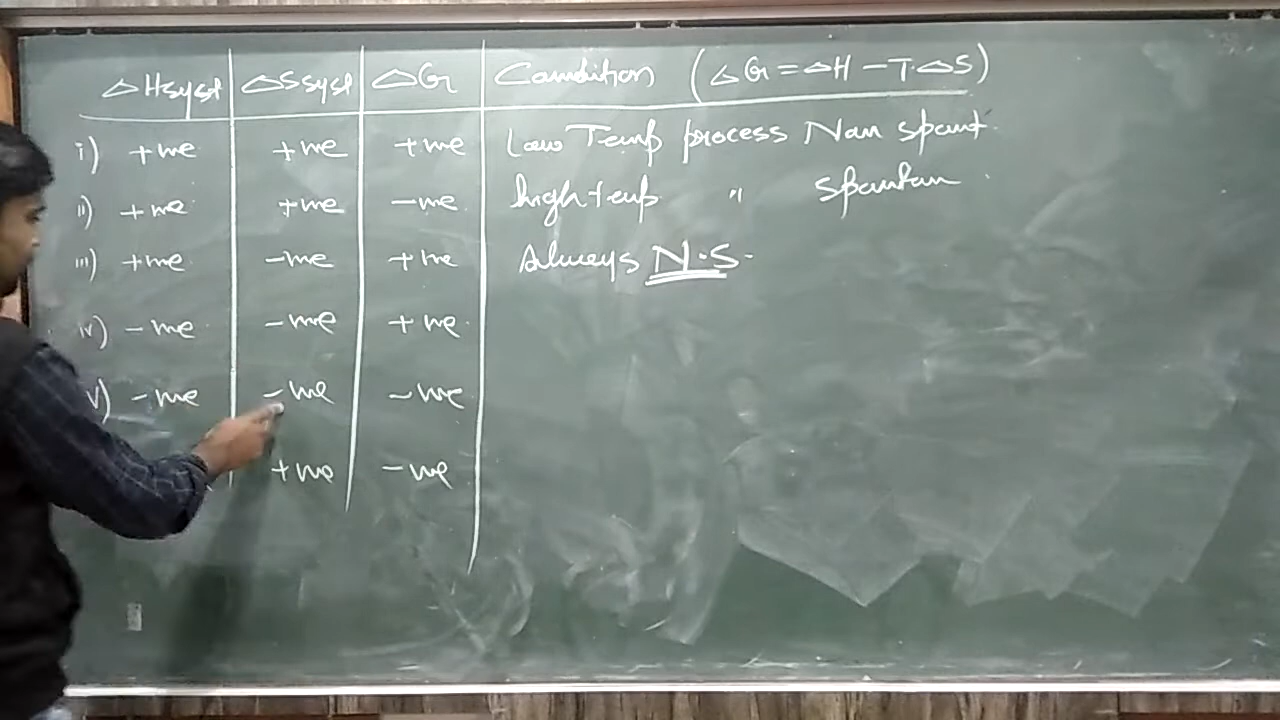 ΔHsyst ΔSsyst ΔG Condition (ΔG = ΔH - T.ΔS)
i) +ve +ve +ve Low Temp process Non spont.
ii) +ve +ve -ve high temp " spontan.
iii) +ve -ve +ve Always N.S.
iv) -ve -ve +ve
v) -ve -ve -ve
+ve -ve